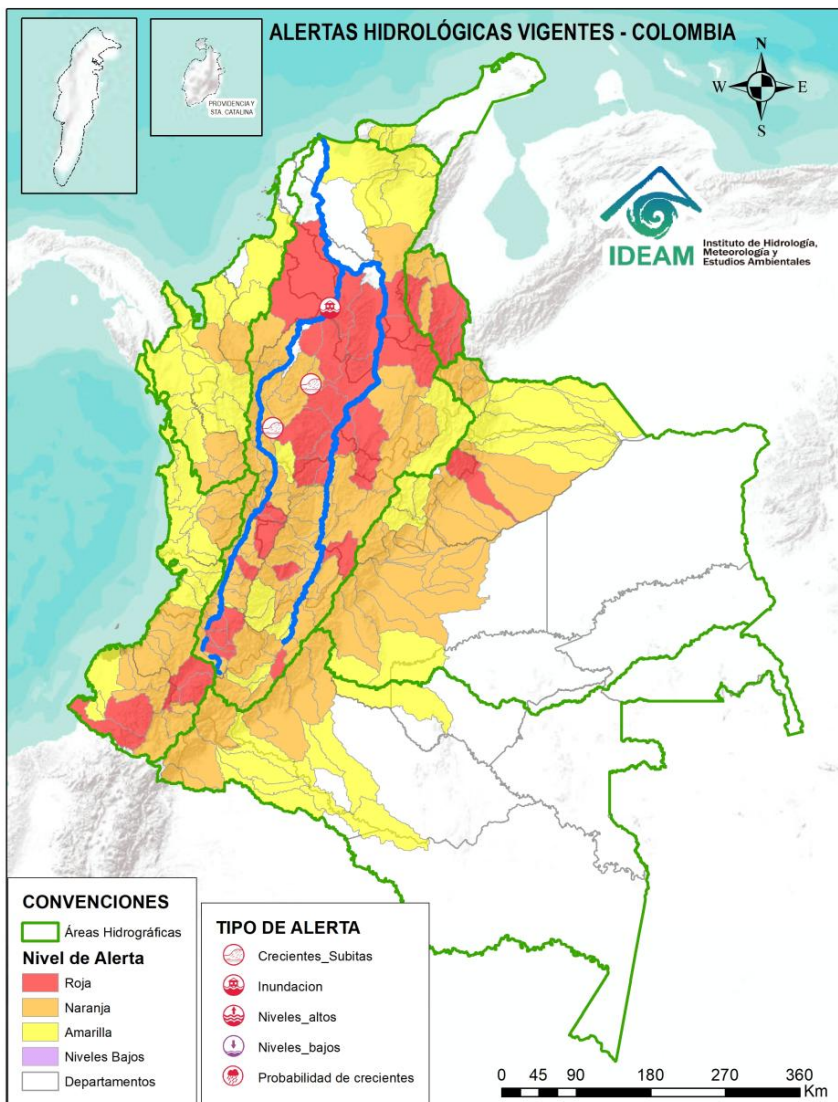 ALERTAS HIDROLÓGICAS VIGENTES - COLOMBIA
PROVIDENCIA Y
STA. CATALINA
N
W
E
S
IDEAM
Instituto de Hidrología,
Meteorología y
Estudios Ambientales
CONVENCIONES
Áreas Hidrográficas
Nivel de Alerta
Roja
Naranja
Amarilla
Niveles Bajos
Departamentos
TIPO DE ALERTA
Crecientes_Subitas
Inundacion
Niveles_altos
Niveles_bajos
Probabilidad de crecientes
0 45 90 180 270 360
Km